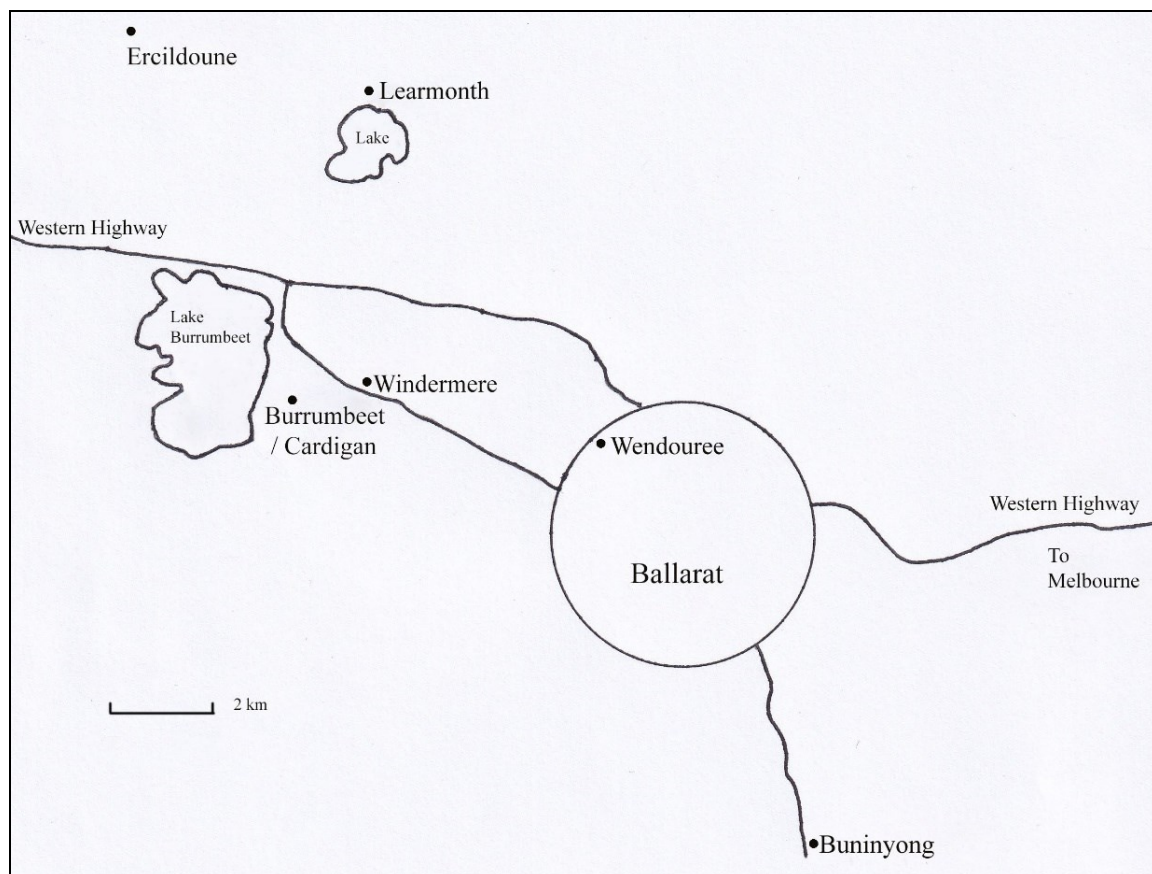 Ercildoune
Learmonth
Lake
Western Highway
Lake
Burrumbeet
Windermere
Burrumbeet
/ Cardigan
Wendouree
Western Highway
To
Melbourne
Ballarat
2 km
Buninyong